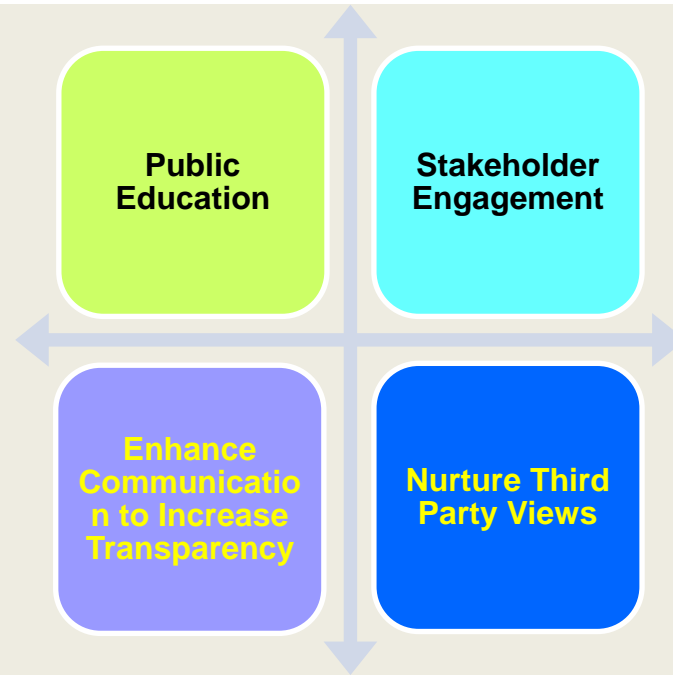 Public
Education
Stakeholder
Engagement
Enhance
Communicatio
n to Increase
Transparency
Nurture Third
Party Views